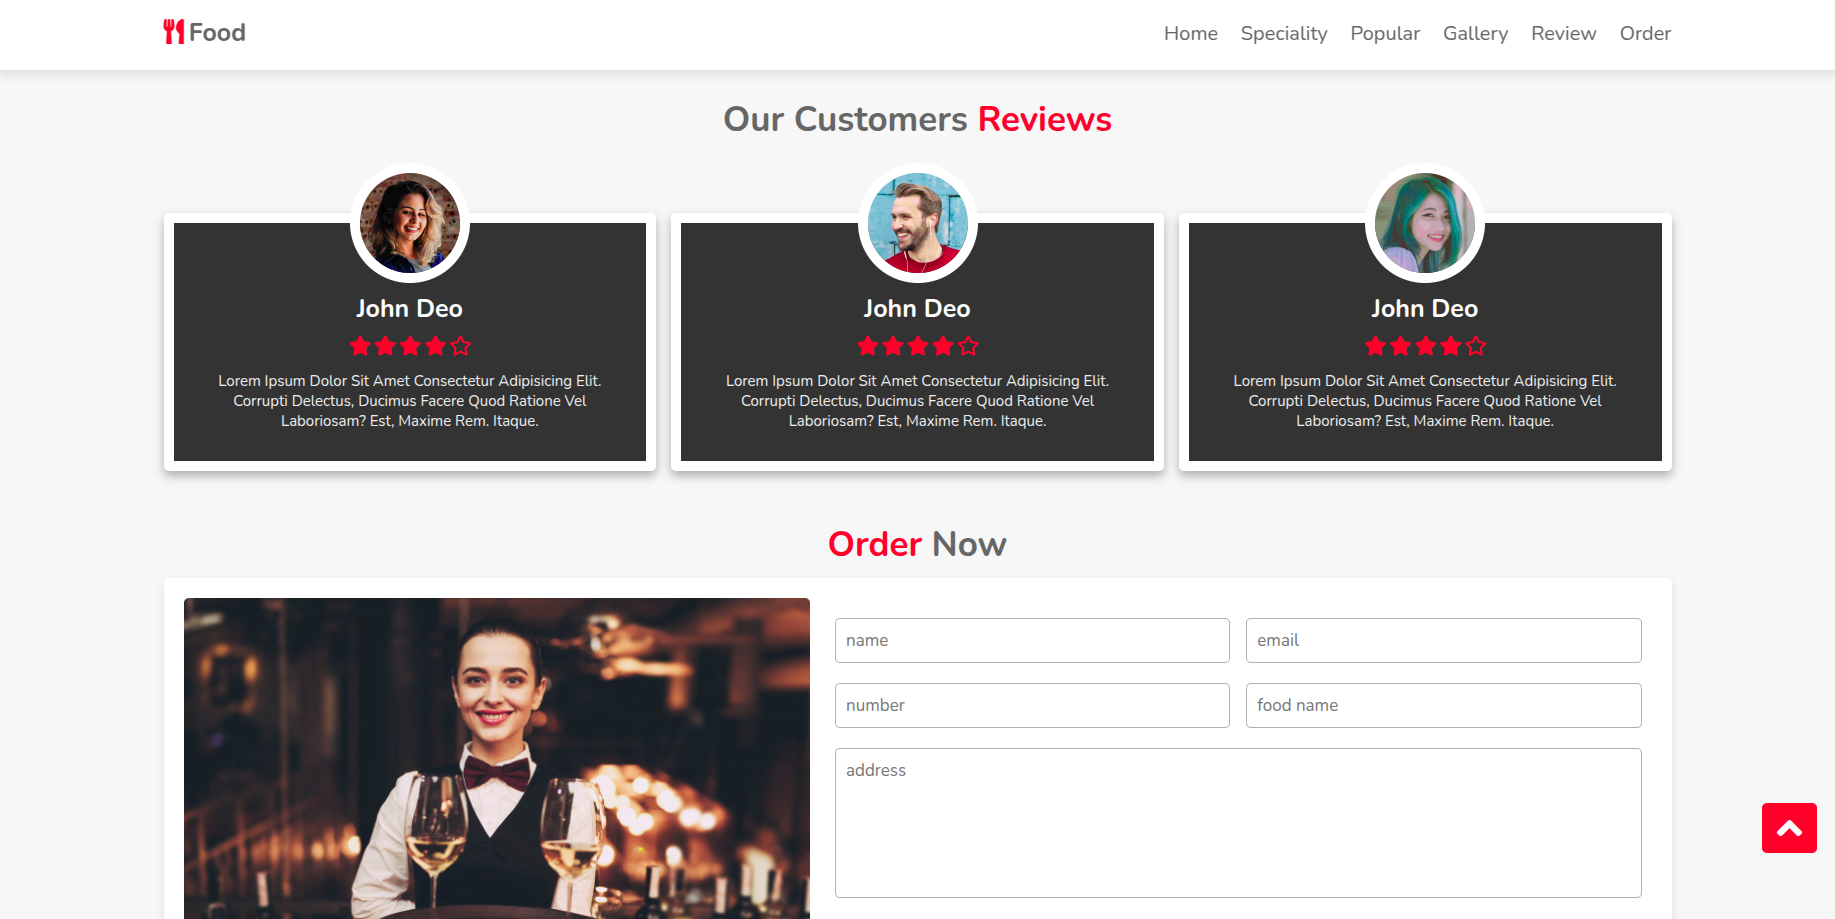 Food
Home Speciality Popular Gallery Review Order
Our Customers Reviews
John Deo
Lorem Ipsum Dolor Sit Amet Consectetur Adipisicing Elit.
Corrupti Delectus, Ducimus Facere Quod Ratione Vel
Laboriosam? Est, Maxime Rem. Itaque.
John Deo
Lorem Ipsum Dolor Sit Amet Consectetur Adipisicing Elit.
Corrupti Delectus, Ducimus Facere Quod Ratione Vel
Laboriosam? Est, Maxime Rem. Itaque.
John Deo
Lorem Ipsum Dolor Sit Amet Consectetur Adipisicing Elit.
Corrupti Delectus, Ducimus Facere Quod Ratione Vel
Laboriosam? Est, Maxime Rem. Itaque.
Order Now
name
email
number
food name
address